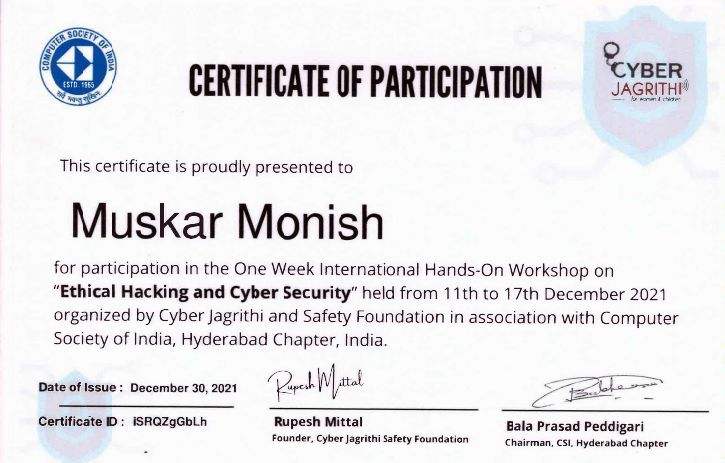 COMPUTER SOCIETY OF INDIA
ESTD. 1965
सर्वे भवन्तु सुखिनः
CERTIFICATE OF PARTICIPATION
CYBER
JAGRITHI
for women & children
This certificate is proudly presented to
Muskar Monish
for participation in the One Week International Hands-On Workshop on
"Ethical Hacking and Cyber Security" held from 11th to 17th December 2021
organized by Cyber Jagrithi and Safety Foundation in association with Computer
Society of India, Hyderabad Chapter, India.
Date of Issue : December 30, 2021
Certificate ID : iSRQZgGbLh
Rupesh Mittal
Rupesh Mittal
Founder, Cyber Jagrithi Safety Foundation
Bala Prasad Peddigari
Chairman, CSI, Hyderabad Chapter